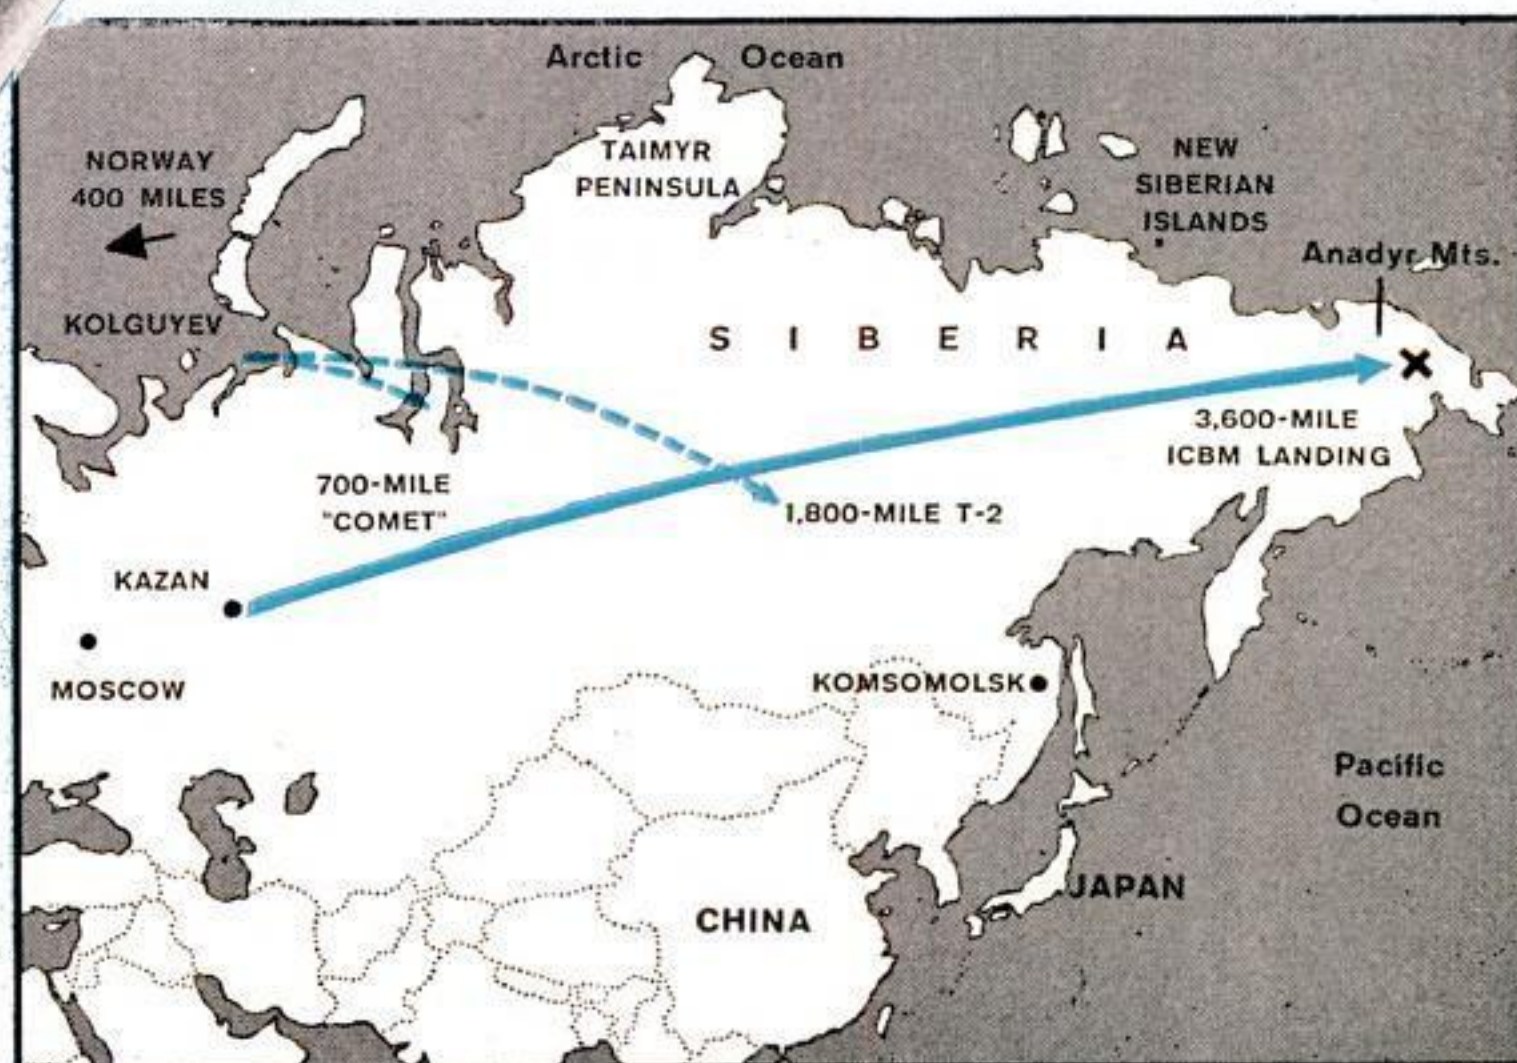 Arctic Ocean
NORWAY
400 MILES
TAIMYR
PENINSULA
NEW
SIBERIAN
ISLANDS
Anadyr Mts.
KOLGUYEV
SIBERIA
3,600-MILE
ICBM LANDING
700-MILE
"COMET"
1,800-MILE T-2
KAZAN
MOSCOW
KOMSOMOLSK
Pacific
Ocean
JAPAN
CHINA